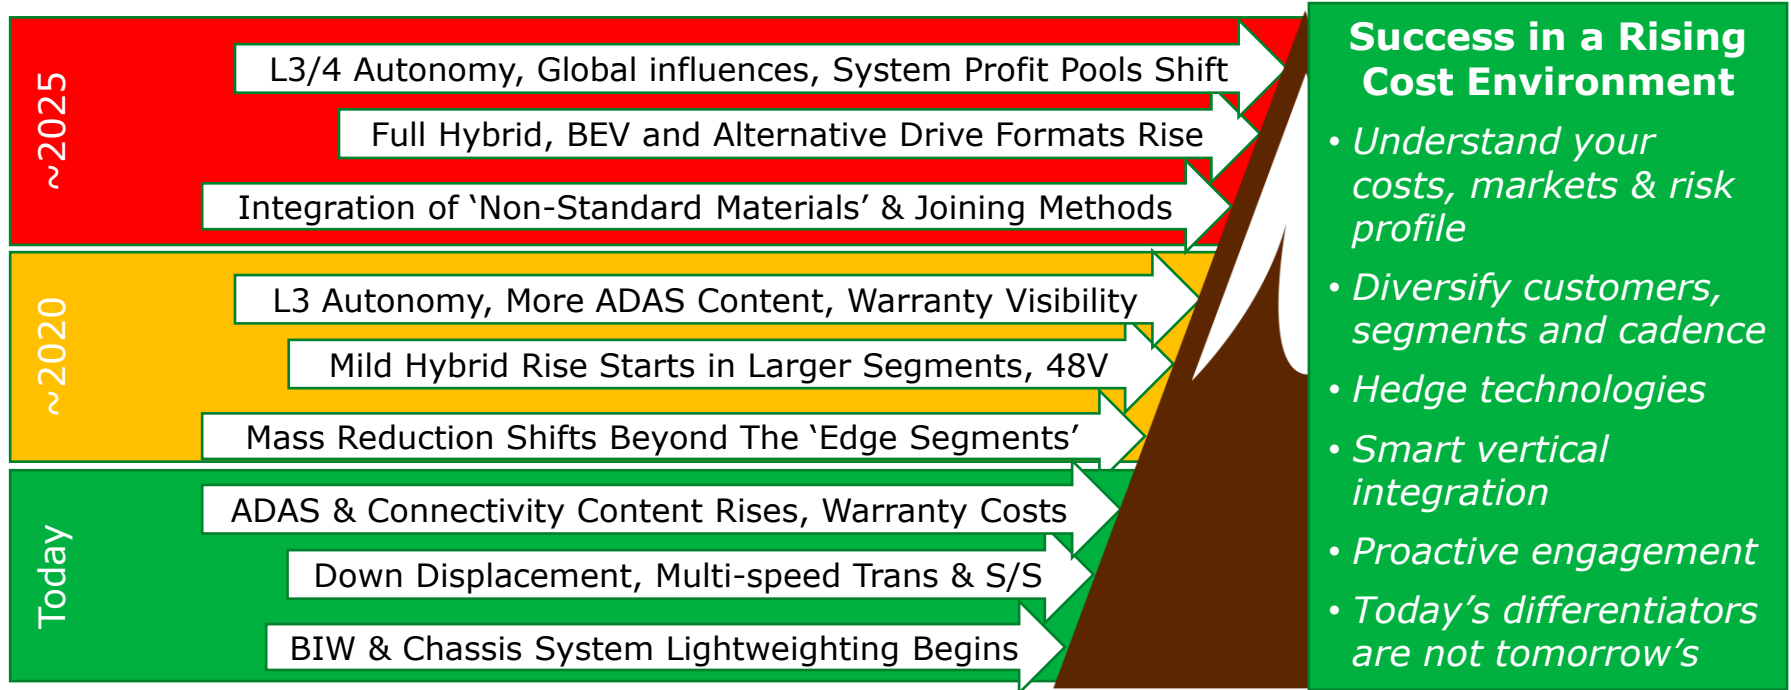 ~2025
L3/4 Autonomy, Global influences, System Profit Pools Shift
Full Hybrid, BEV and Alternative Drive Formats Rise
Integration of ‘Non-Standard Materials’ & Joining Methods
~2020
L3 Autonomy, More ADAS Content, Warranty Visibility
Mild Hybrid Rise Starts in Larger Segments, 48V
Mass Reduction Shifts Beyond The ‘Edge Segments’
Today
ADAS & Connectivity Content Rises, Warranty Costs
Down Displacement, Multi-speed Trans & S/S
BIW & Chassis System Lightweighting Begins
Success in a Rising
Cost Environment
• Understand your
costs, markets & risk
profile
• Diversify customers,
segments and cadence
• Hedge technologies
• Smart vertical
integration
• Proactive engagement
• Today’s differentiators
are not tomorrow’s